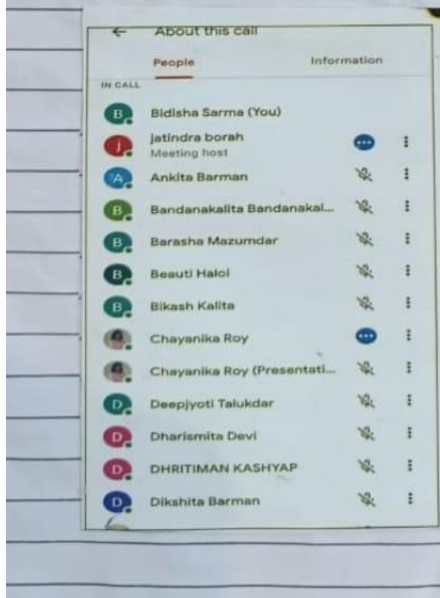 About this call
People Information
IN CALL
B Bidisha Sarma (You)
j jatindra borah
Meeting host
A Ankita Barman
B Bandanakalita Bandanakal...
B Barasha Mazumdar
B Beauti Haloi
B Bikash Kalita
Chayanika Roy
Chayanika Roy (Presentati...
D Deepjyoti Talukdar
D Dharismita Devi
D DHRITIMAN KASHYAP
D Dikshita Barman